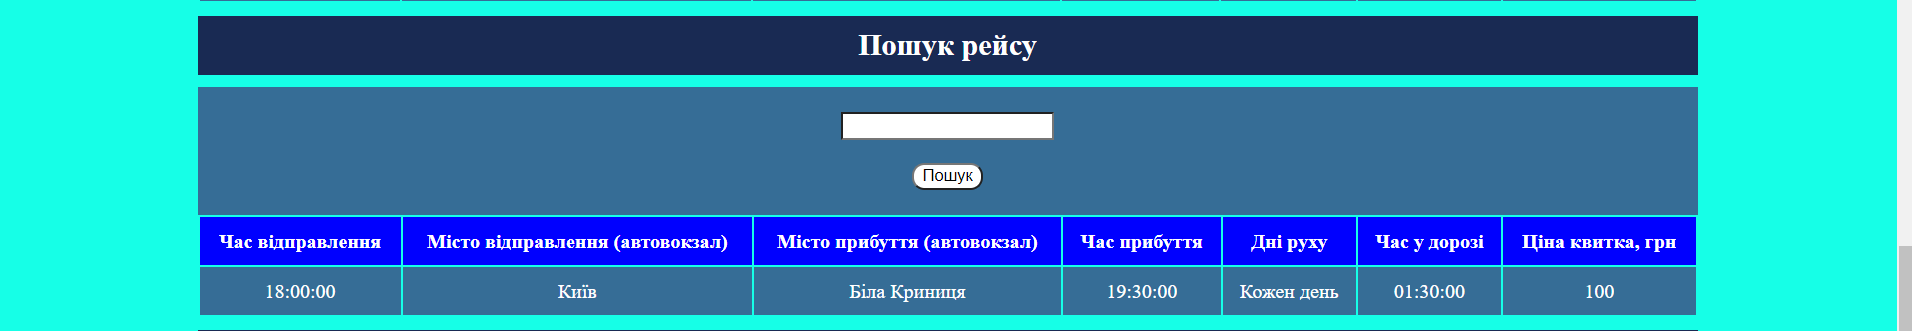 Пошук рейсу
Пошук
Час відправлення Місто відправлення (автовокзал) Місто прибуття (автовокзал) Час прибуття Дні руху Час у дорозі Ціна квитка, грн
18:00:00 Київ Біла Криниця 19:30:00 Кожен день 01:30:00 100